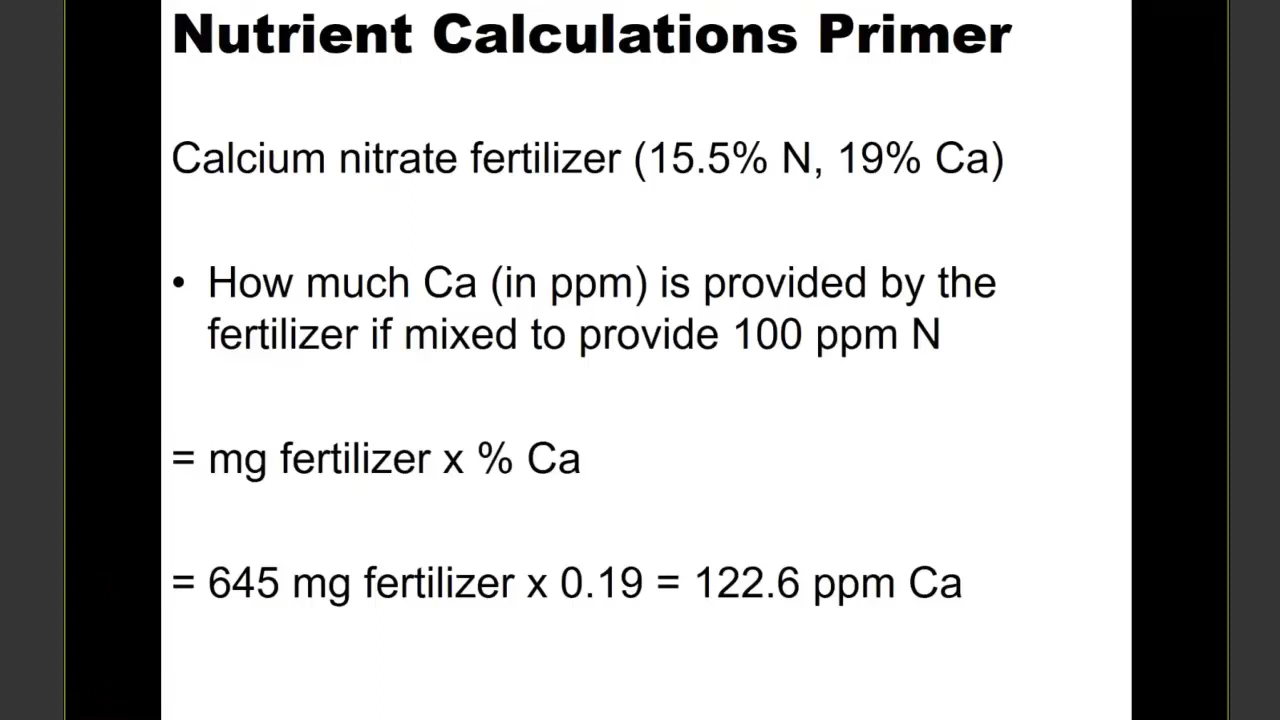 Nutrient Calculations Primer
Calcium nitrate fertilizer (15.5% N, 19% Ca)
• How much Ca (in ppm) is provided by the
fertilizer if mixed to provide 100 ppm N
= mg fertilizer x % Ca
= 645 mg fertilizer x 0.19 = 122.6 ppm Ca